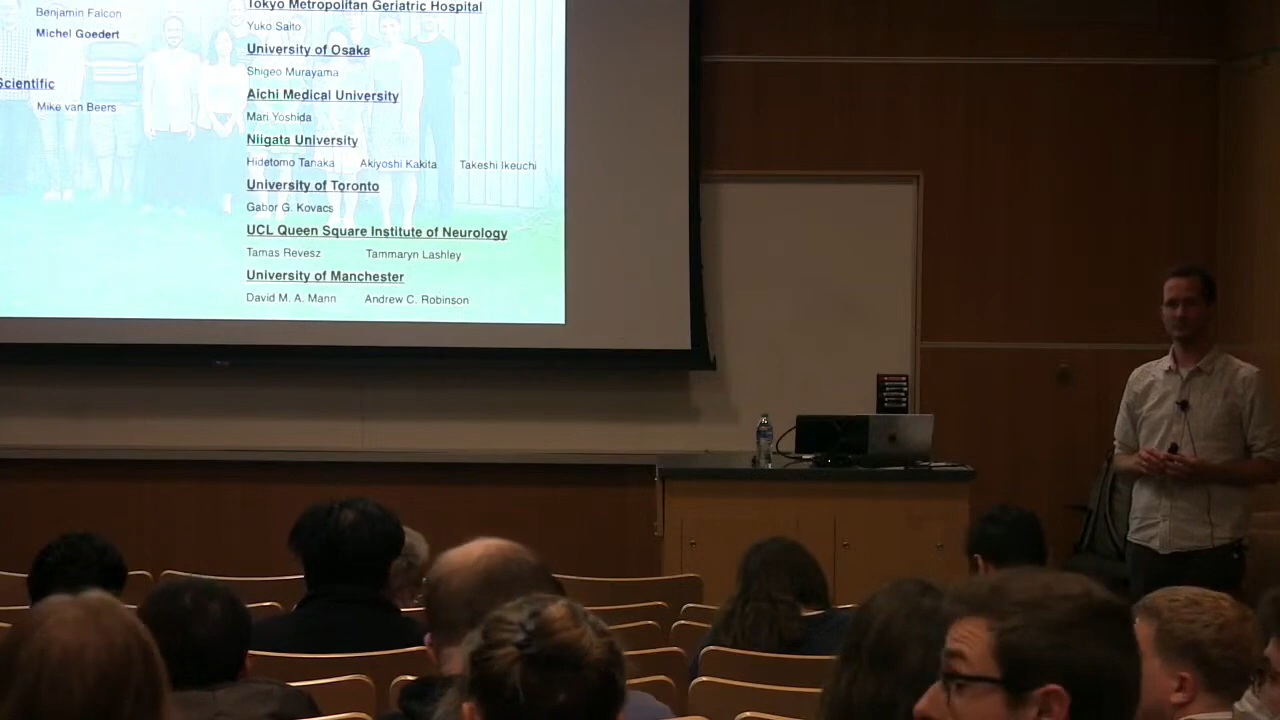 Benjamin Falcon
Michel Goedert
Scientific
Mike van Beers
Tokyo Metropolitan Geriatric Hospital
Yuko Saito
University of Osaka
Shigeo Murayama
Aichi Medical University
Mari Yoshida
Niigata University
Hidetomo Tanaka Akiyoshi Kakita Takeshi Ikeuchi
University of Toronto
Gabor G. Kovacs
UCL Queen Square Institute of Neurology
Tamas Revesz Tammaryn Lashley
University of Manchester
David M. A. Mann Andrew C. Robinson